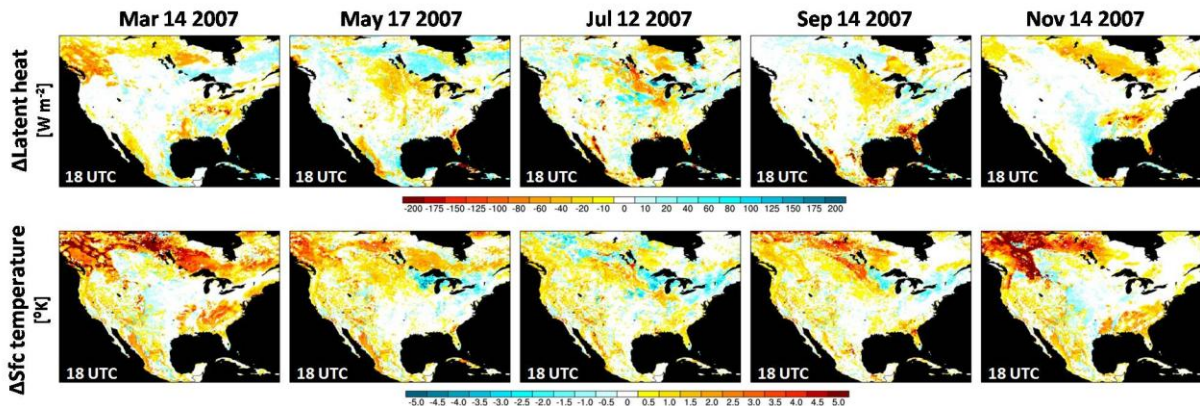 Mar 14 2007 May 17 2007 Jul 12 2007 Sep 14 2007 Nov 14 2007
ΔLatent heat
[W m-2]
18 UTC 18 UTC 18 UTC 18 UTC 18 UTC
-200 -175 -150 -125 -100 -80 -60 -40 -20 -10 0 10 20 40 60 80 100 125 150 175 200
ΔSfc temperature
[ºK]
18 UTC 18 UTC 18 UTC 18 UTC 18 UTC
-5.0 -4.5 -4.0 -3.5 -3.0 -2.5 -2.0 -1.5 -1.0 -0.5 0 0.5 1.0 1.5 2.0 2.5 3.0 3.5 4.0 4.5 5.0